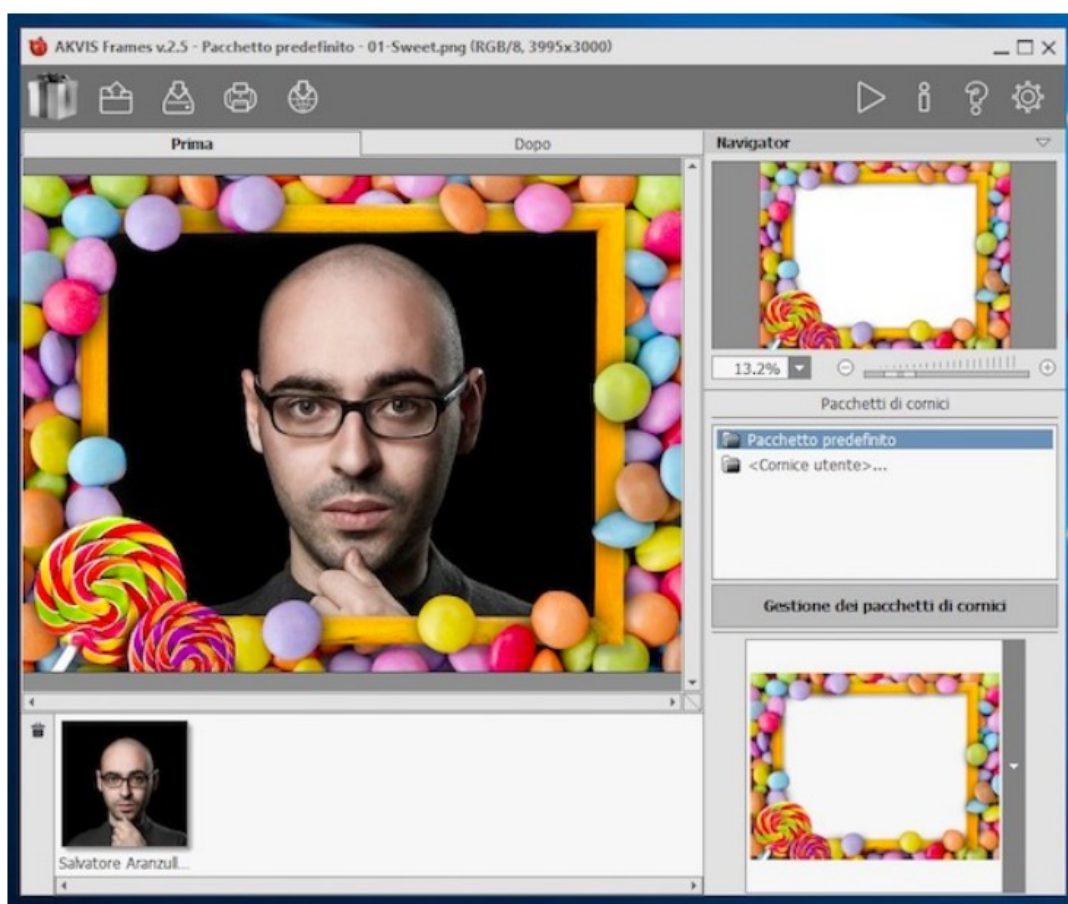 AKVIS Frames v.2.5 - Pacchetto predefinito - 01-Sweet.png (RGB/8, 3995x3000)
Prima
Dopo
Navigator
13.2%
Pacchetti di cornici
Pacchetto predefinito
<Cornice utente>...
Gestione dei pacchetti di cornici
Salvatore Aranzull...